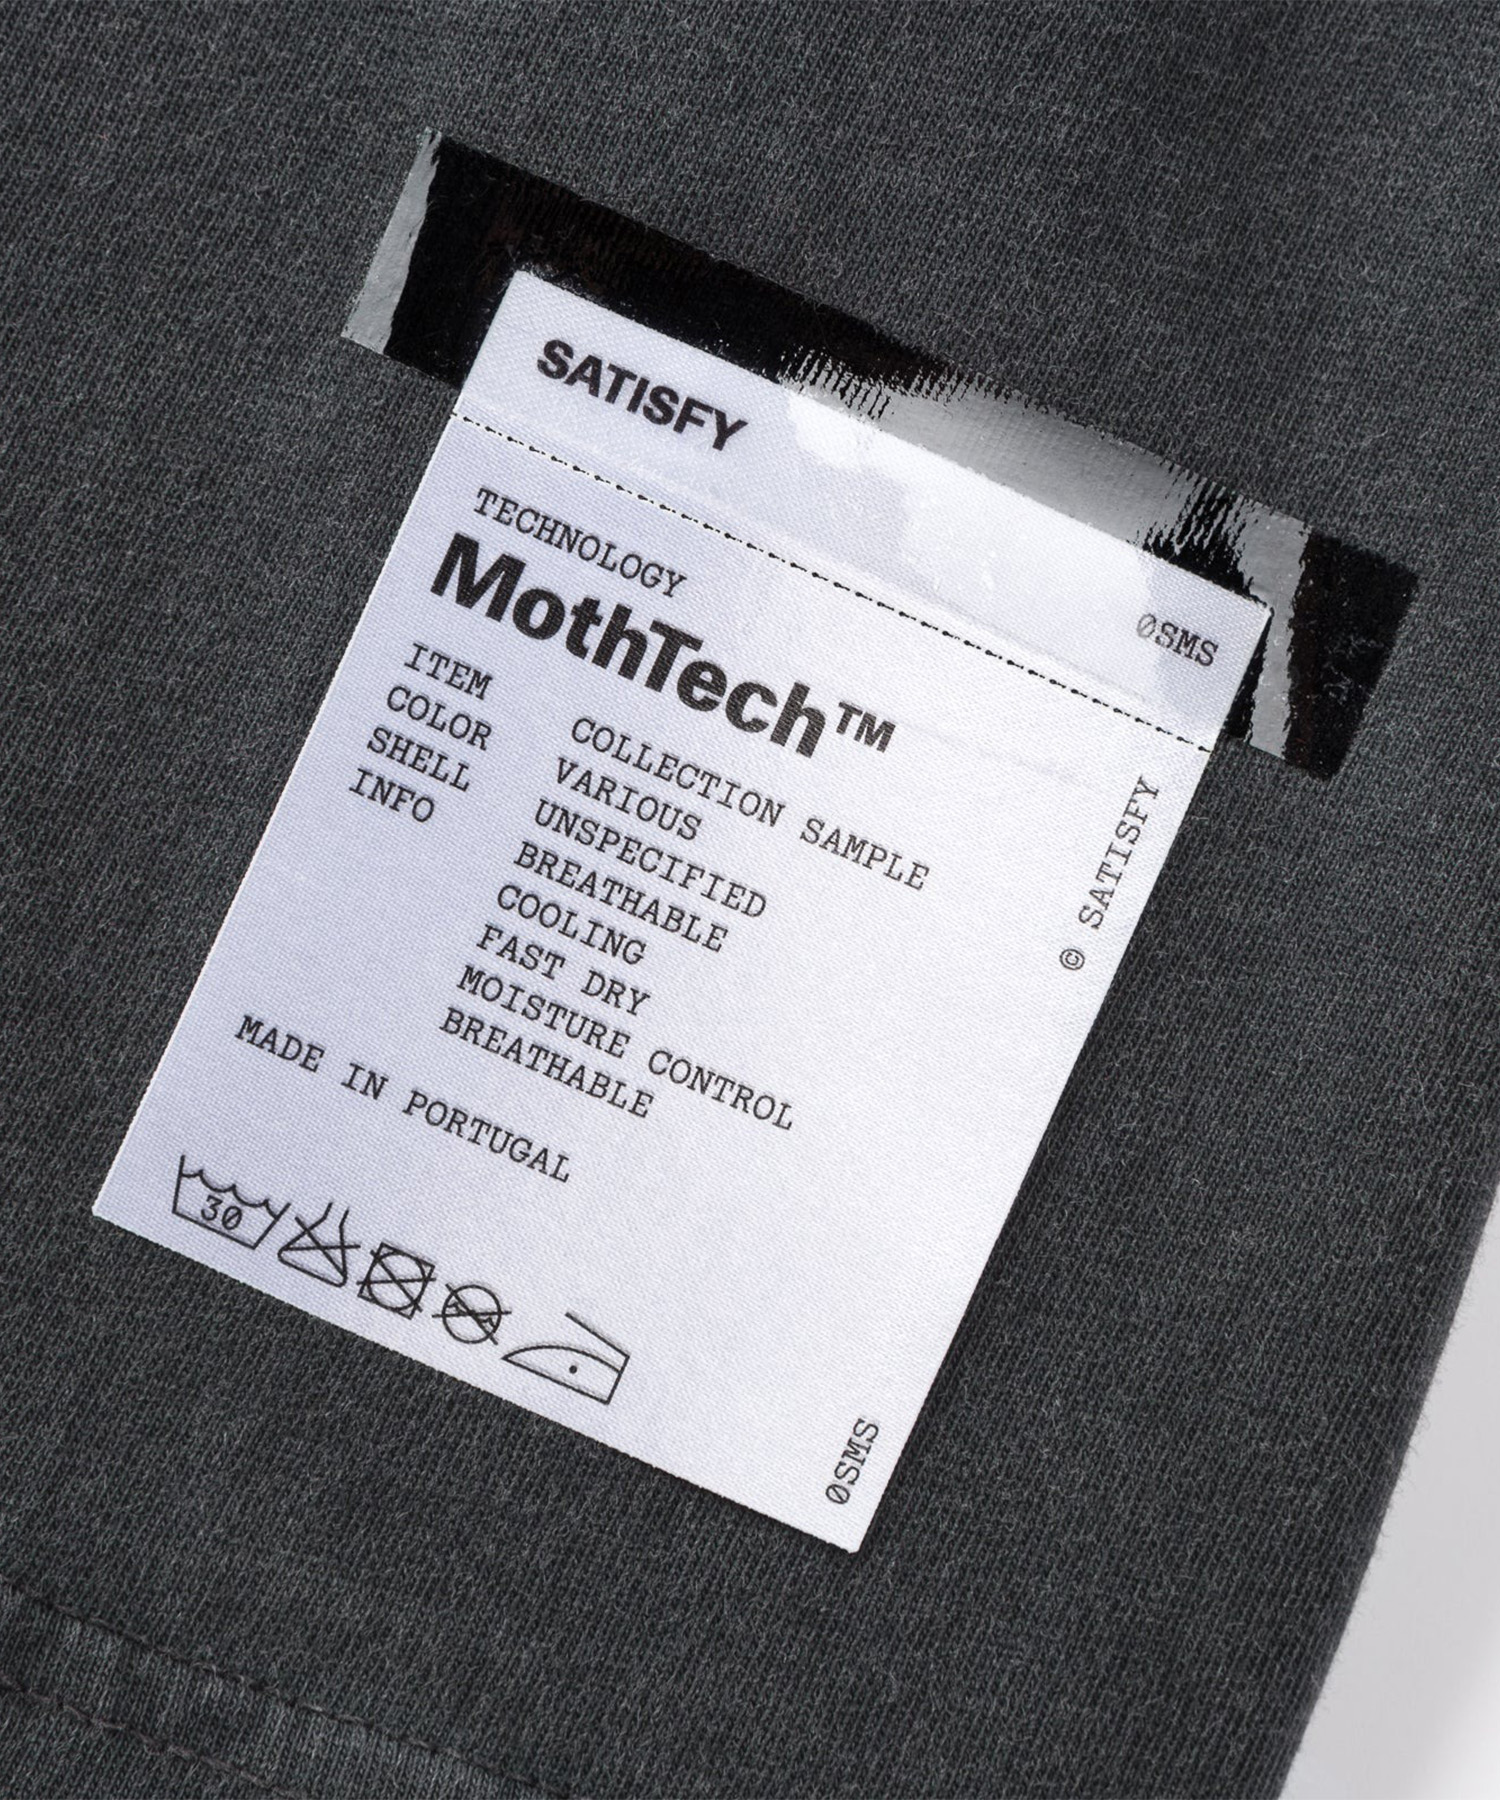 SATISFY
ØSMS
TECHNOLOGY
MothTech™
ITEM COLLECTION SAMPLE
COLOR VARIOUS
SHELL UNSPECIFIED
INFO BREATHABLE
COOLING
FAST DRY
MOISTURE CONTROL
BREATHABLE
MADE IN PORTUGAL
30
© SATISFY
ØSMS